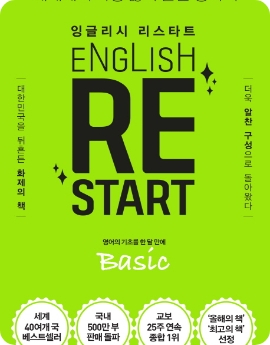 잉글리시 리스타트
ENGLISH
RE
START
대한민국을 뒤흔든 화제의 책
더욱 알찬 구성으로 돌아왔다
영어의 기초를 한 달 만에
Basic
세계
40여개 국
베스트셀러
국내
500만 부
판매 돌파
교보
25주 연속
종합 1위
'올해의 책'
'최고의 책'
선정